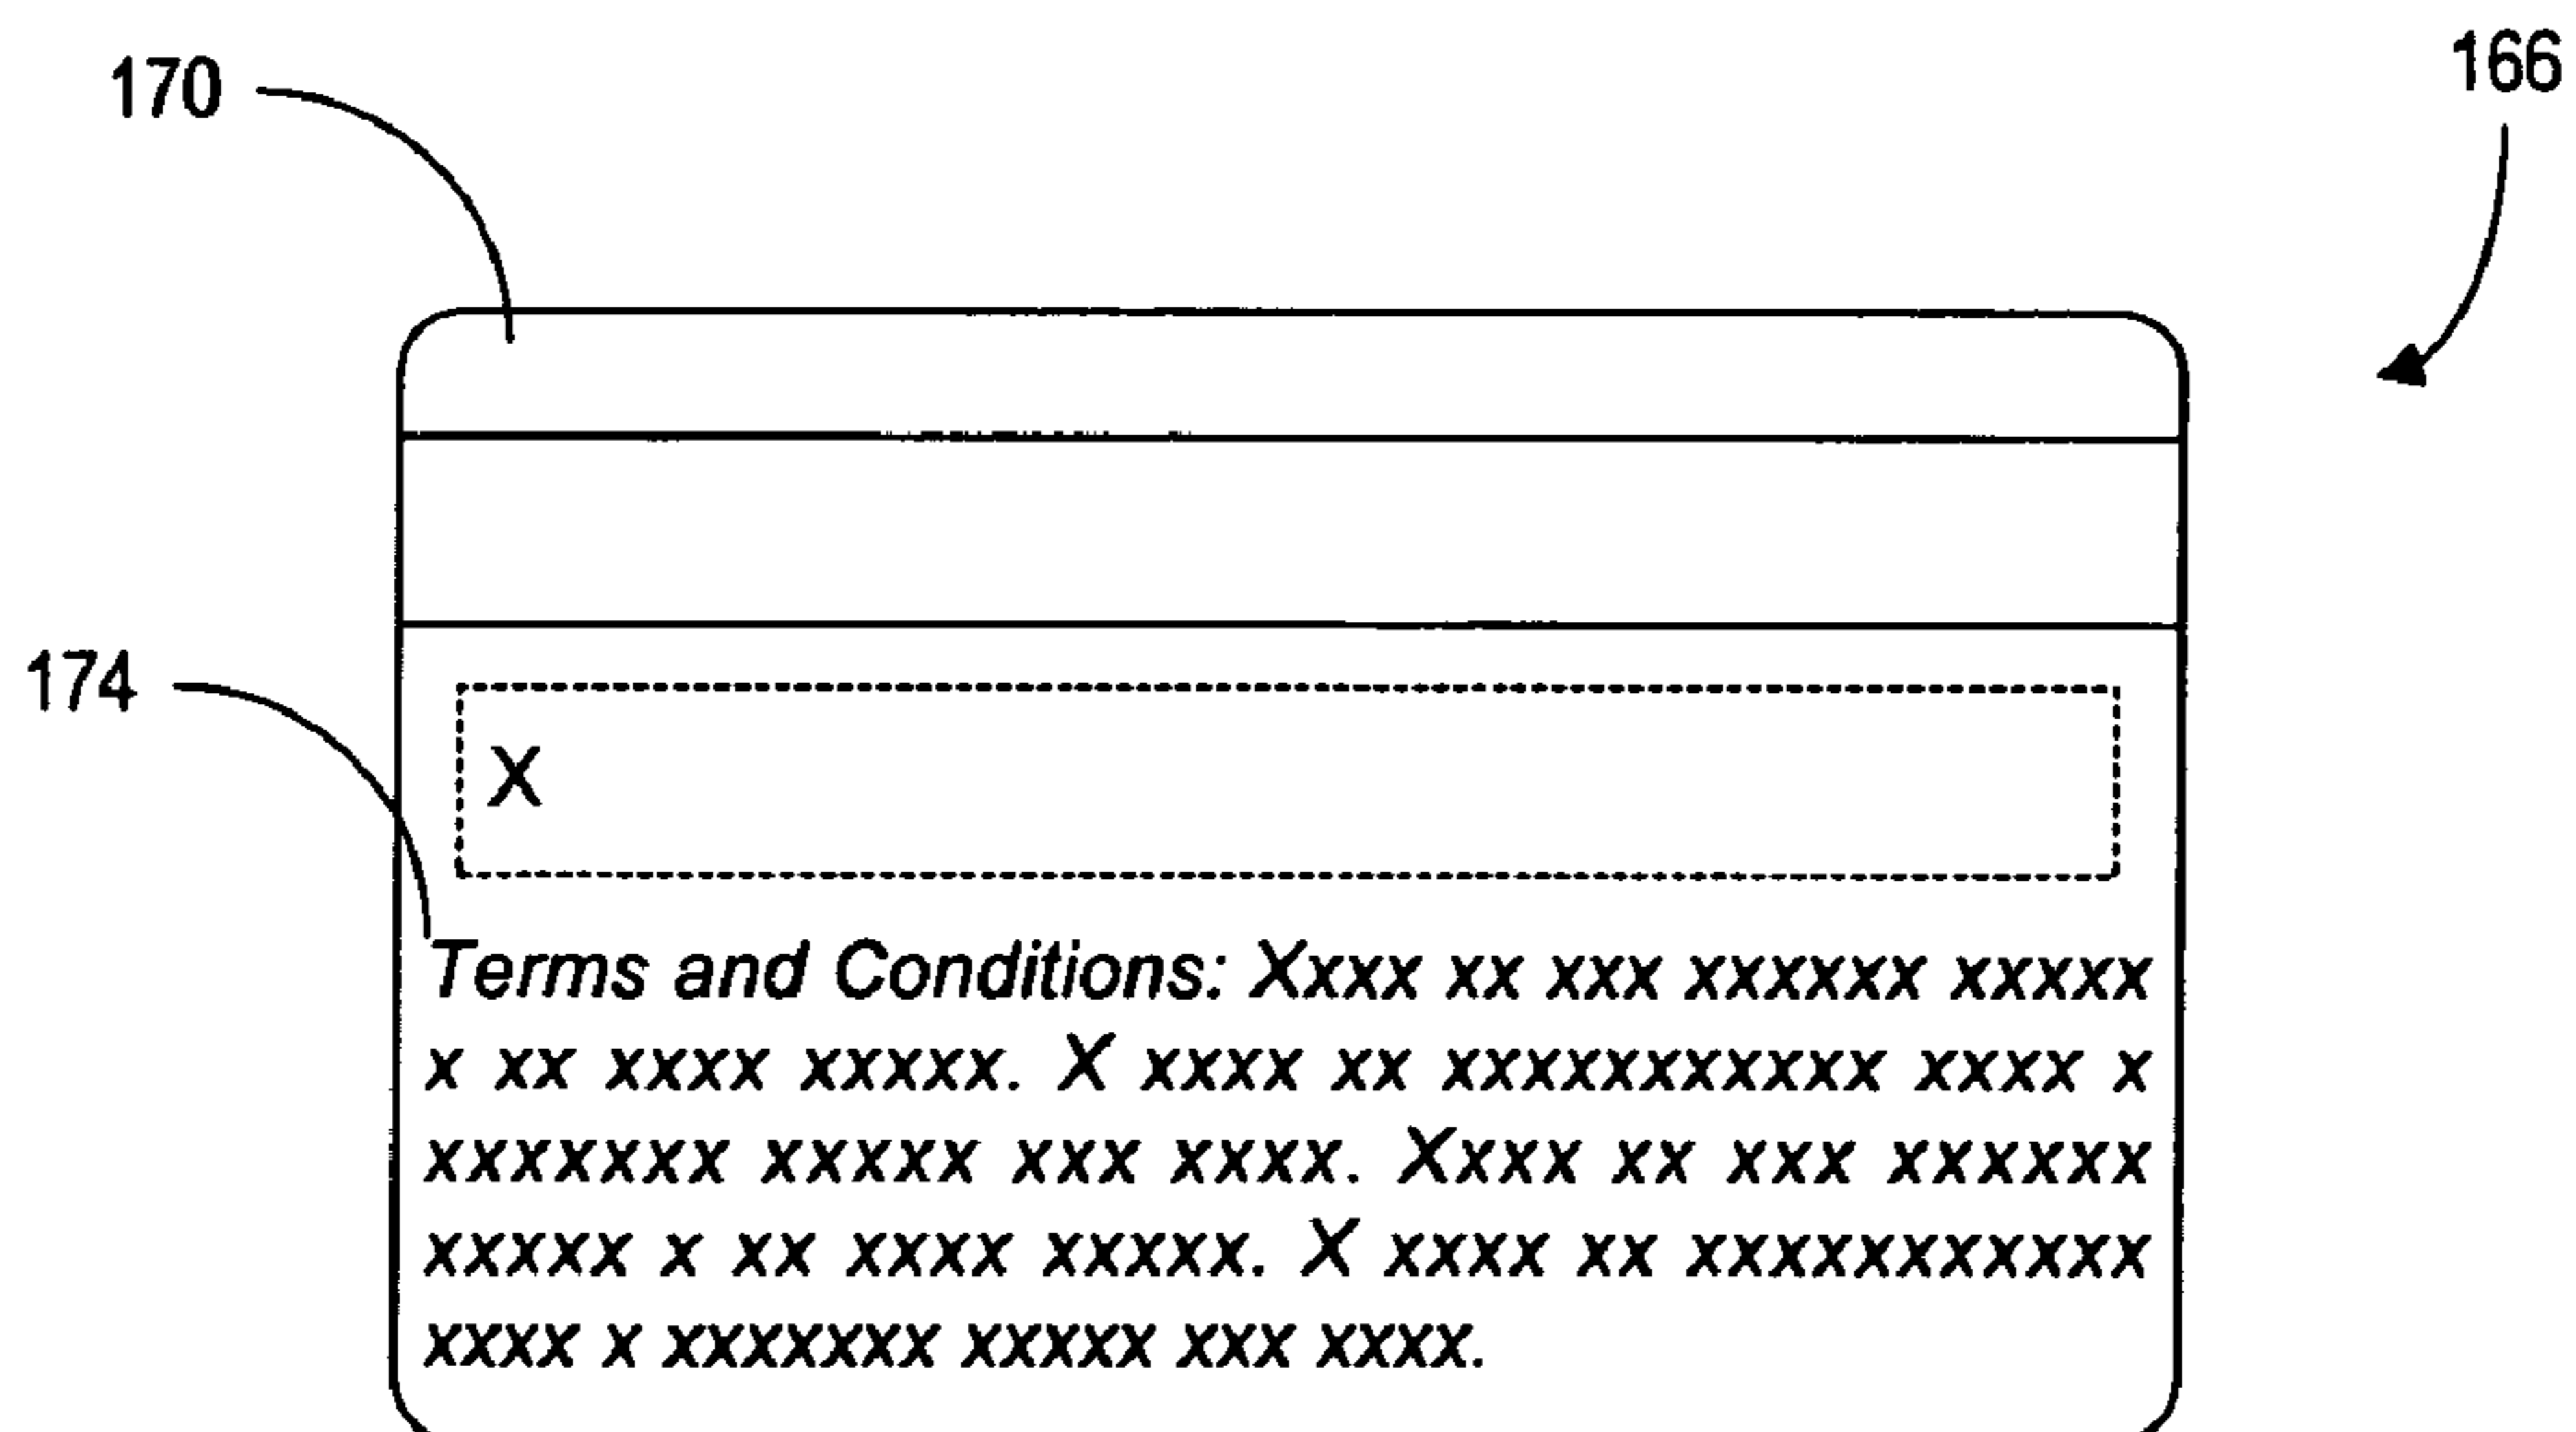 170
166
174
X
Terms and Conditions: Xxxx xx xxx xxxxxx xxxxx
x xx xxxx xxxxx. X xxxx xx xxxxxxxxxxx xxxx x
xxxxxxx xxxxx xxx xxxx. Xxxx xx xxx xxxxxx
xxxxx x xx xxxx xxxxx. X xxxx xx xxxxxxxxxxx
xxxx x xxxxxxx xxxxx xxx xxxx.